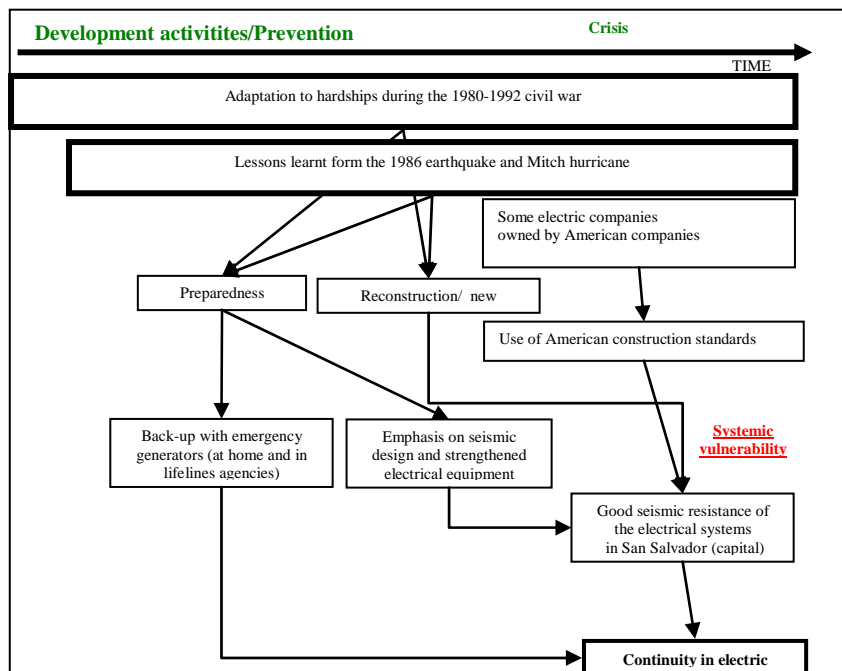 Development activitites/Prevention
Crisis
TIME
Adaptation to hardships during the 1980-1992 civil war
Lessons learnt form the 1986 earthquake and Mitch hurricane
Some electric companies
owned by American companies
Preparedness
Reconstruction/ new
Use of American construction standards
Back-up with emergency
generators (at home and in
lifelines agencies)
Emphasis on seismic
design and strengthened
electrical equipment
Systemic
vulnerability
Good seismic resistance of
the electrical systems
in San Salvador (capital)
Continuity in electric